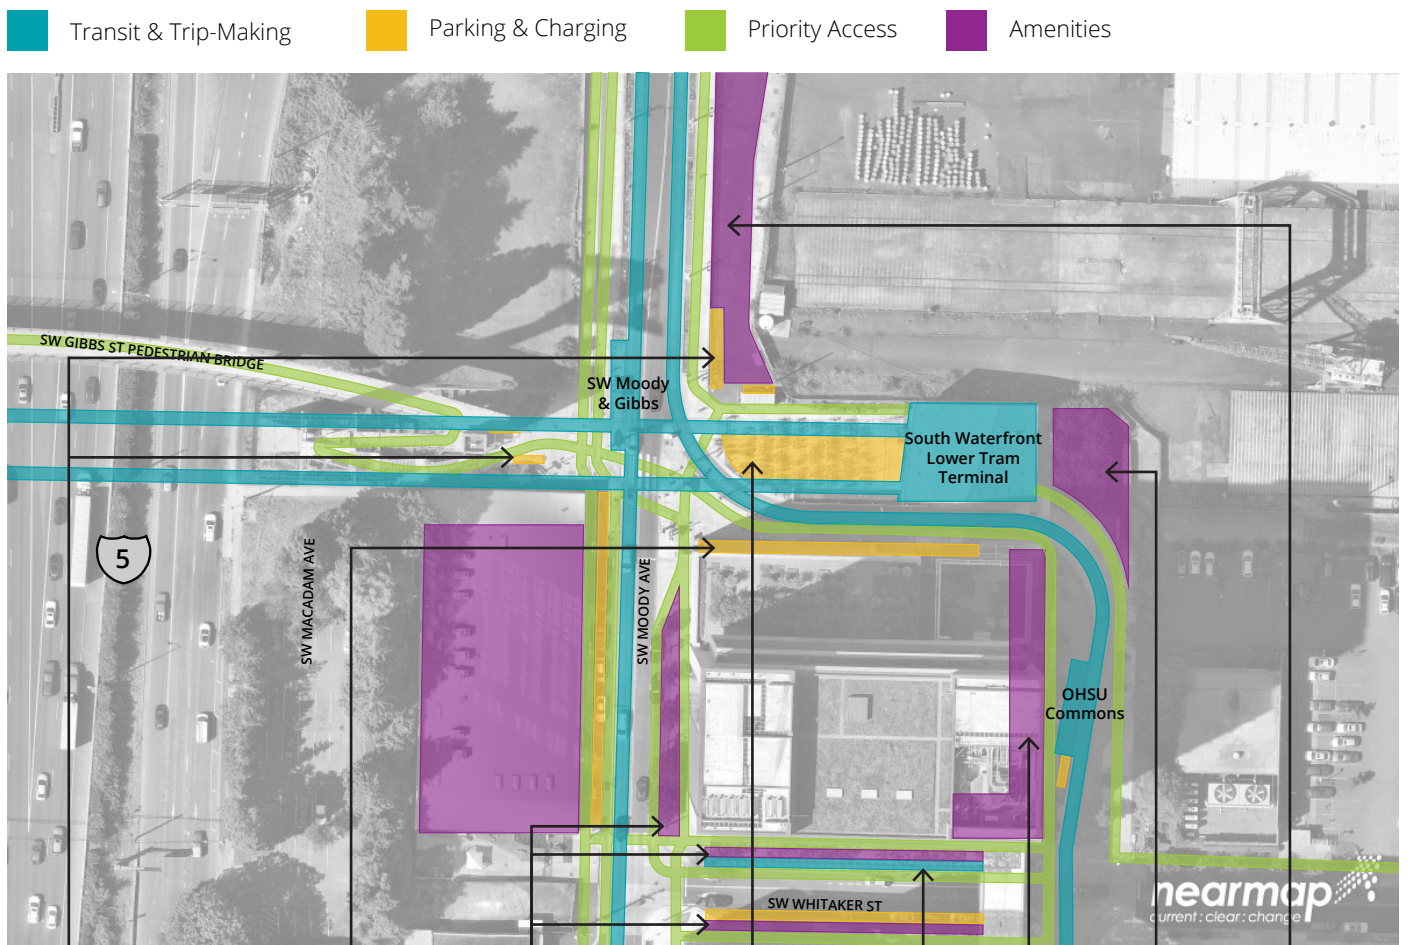 Transit & Trip-Making
Parking & Charging
Priority Access
Amenities
SW GIBBS ST PEDESTRIAN BRIDGE
SW Moody
& Gibbs
South Waterfront
Lower Tram
Terminal
5
SW MACADAM AVE
SW MOODY AVE
OHSU
Commons
SW WHITAKER ST
nearmap
current : clear : change